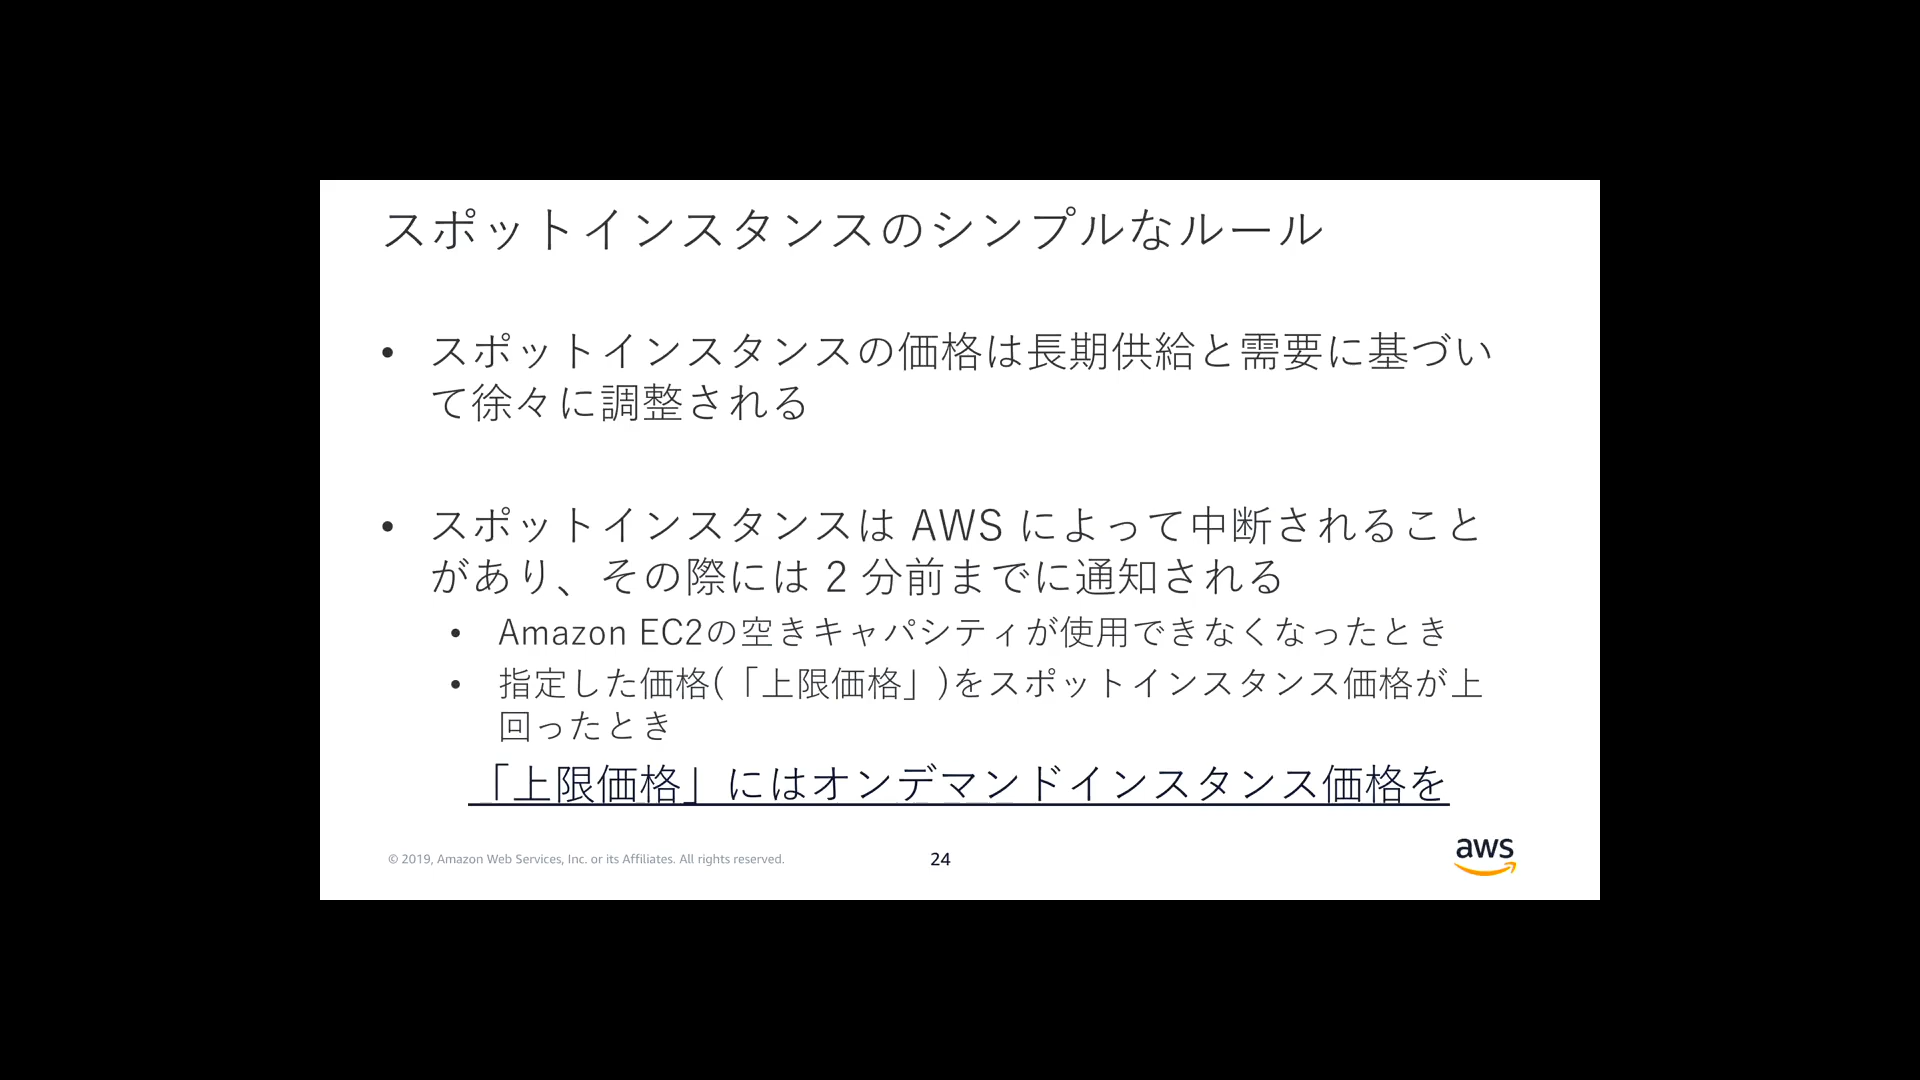 スポットインスタンスのシンプルなルール
• スポットインスタンスの価格は長期供給と需要に基づい
て徐々に調整される
• スポットインスタンスは AWS によって中断されること
があり、その際には 2 分前までに通知される
• Amazon EC2の空きキャパシティが使用できなくなったとき
• 指定した価格(「上限価格」)をスポットインスタンス価格が上
回ったとき
「上限価格」にはオンデマンドインスタンス価格を
© 2019, Amazon Web Services, Inc. or its Affiliates. All rights reserved.
24
aws